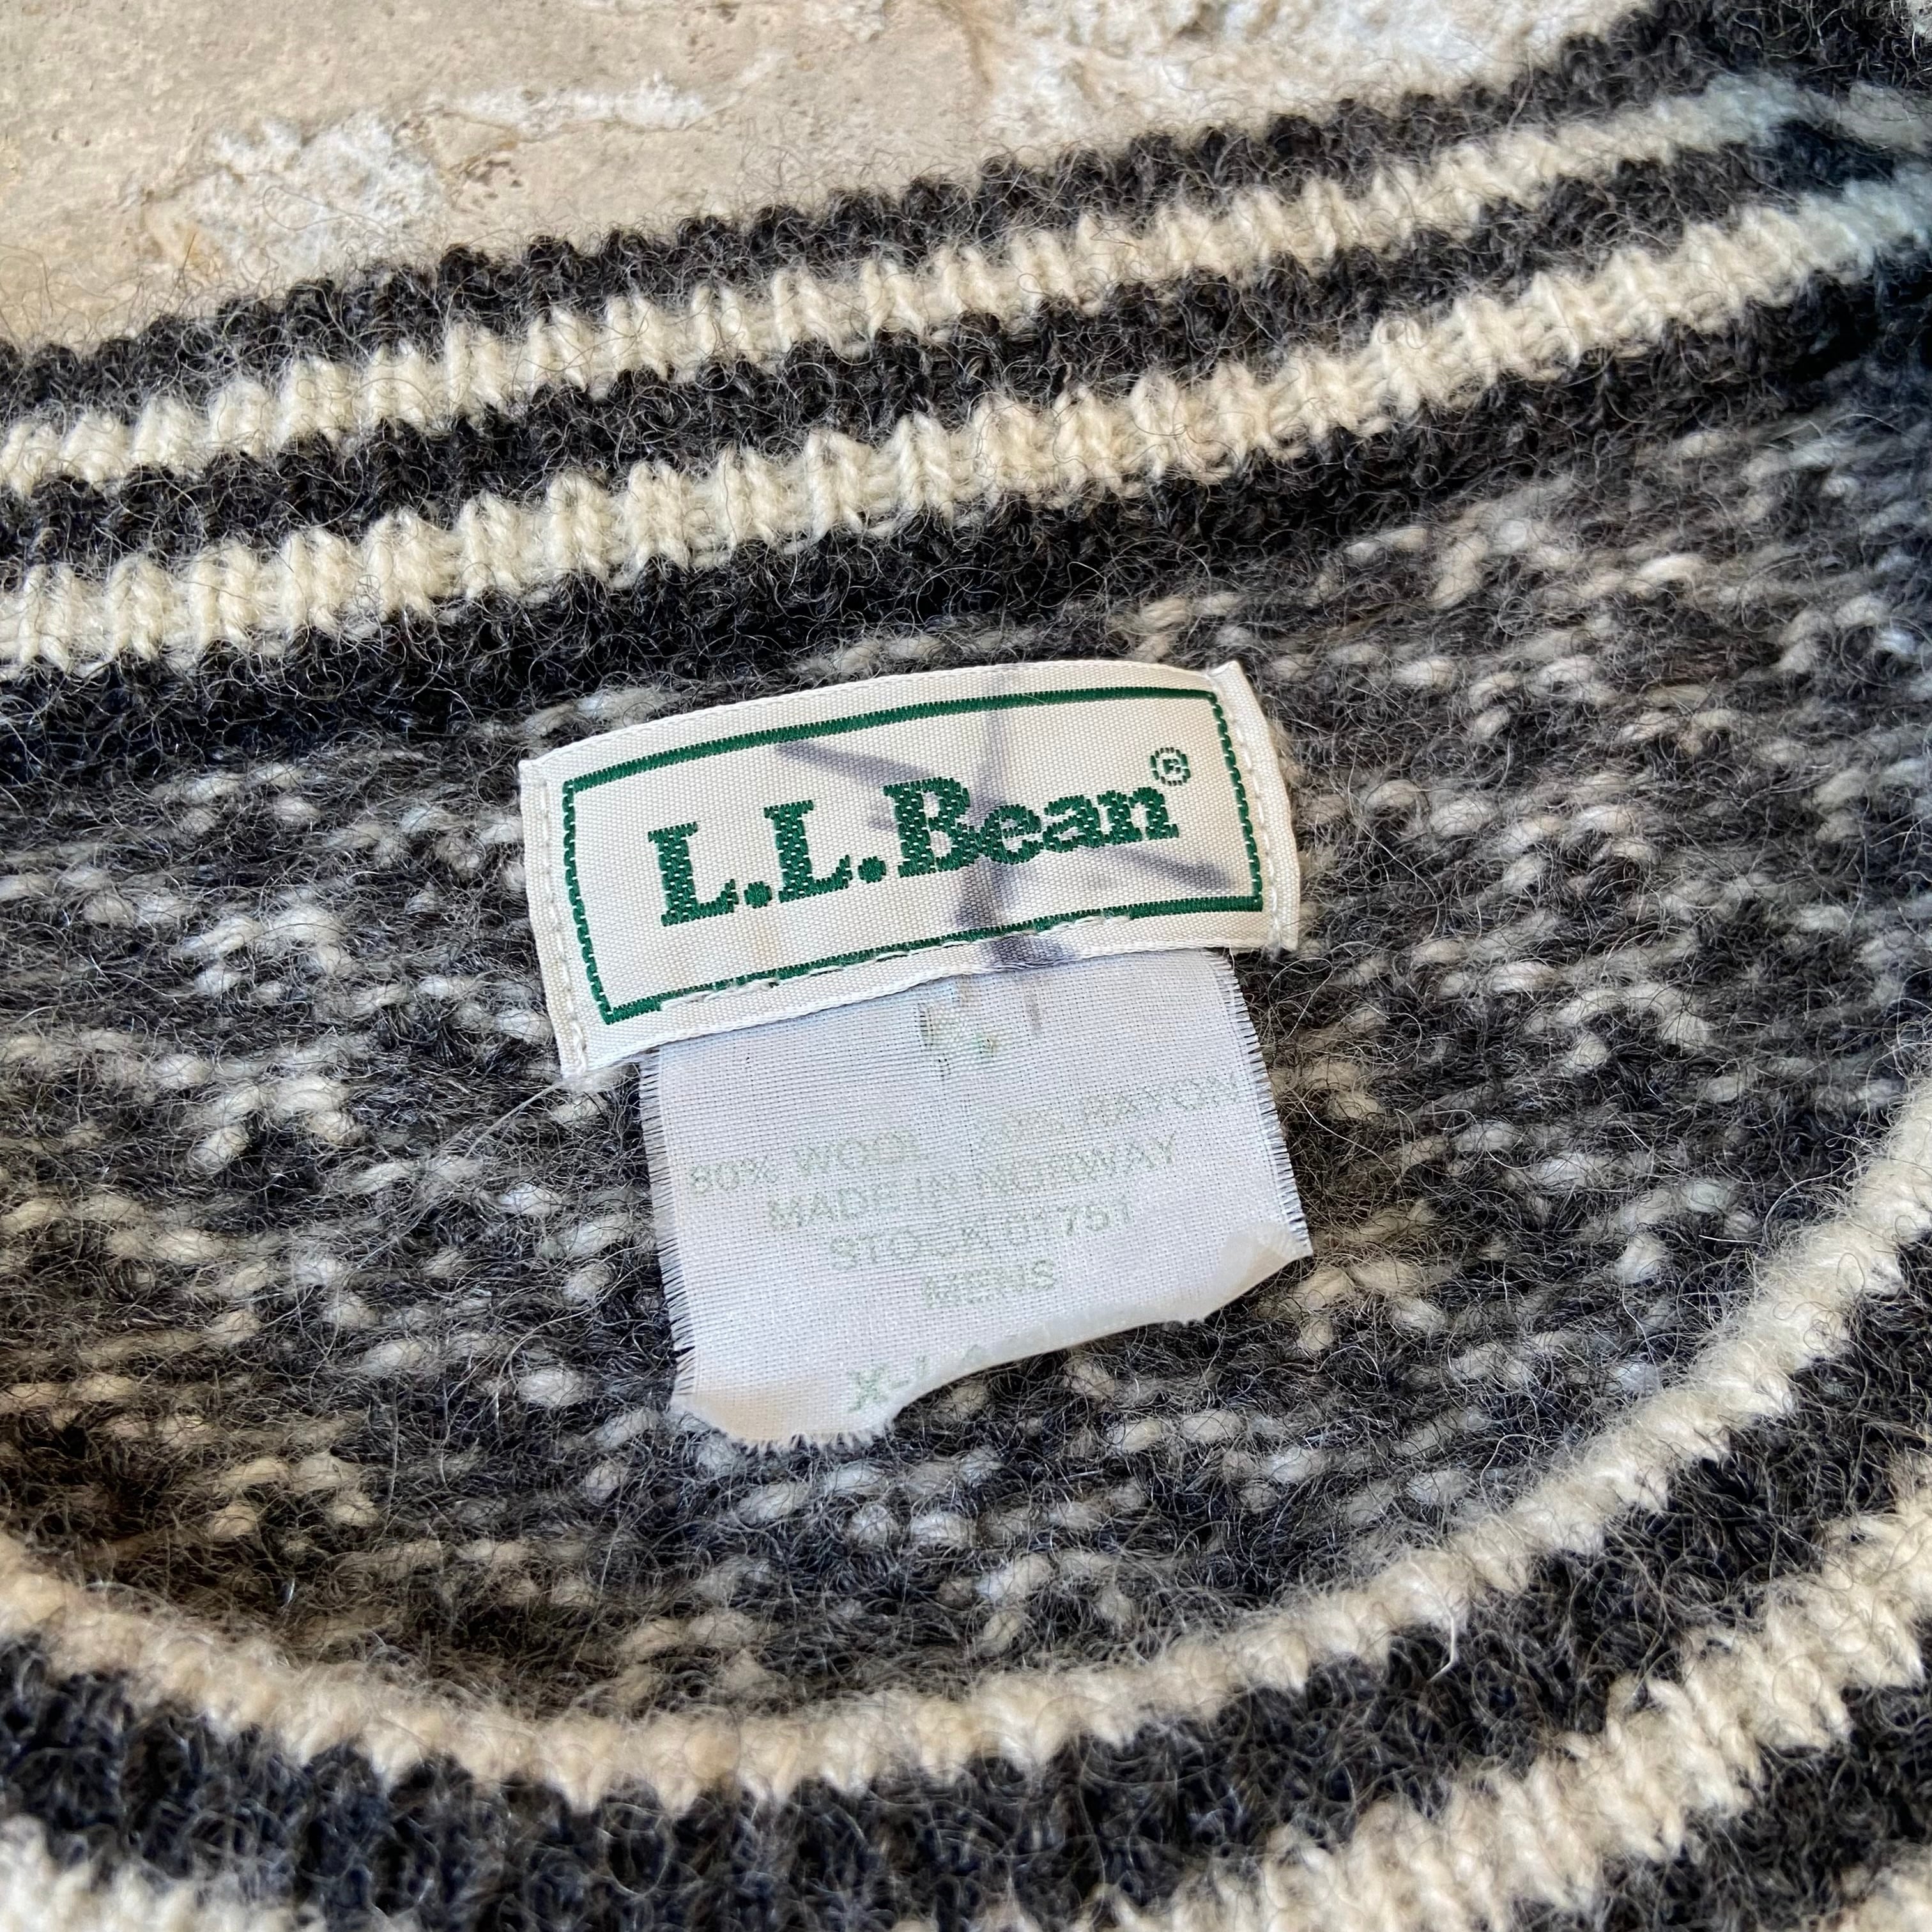 L.L.Bean®
80% WOOL 20% RAYON
MADE IN NORWAY
STOCK 01751
MENS